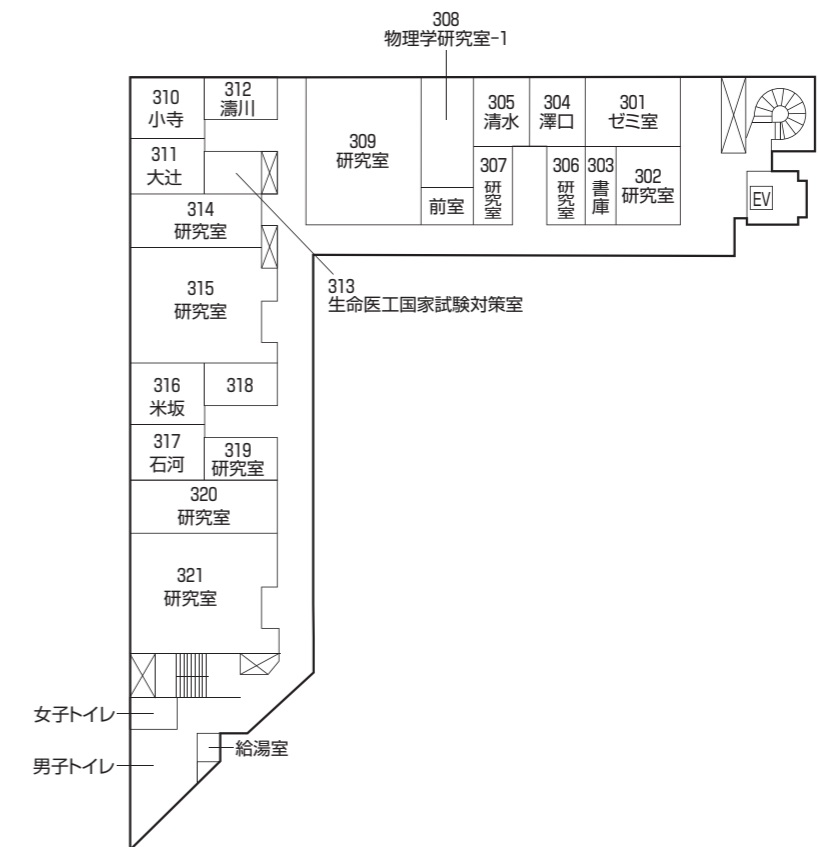 308
物理学研究室-1
310
小寺
312
濤川
309
研究室
305
清水
304
澤口
301
ゼミ室
311
大辻
307
研究室
306
研究室
303
書庫
302
研究室
前室
EV
314
研究室
313
生命医工国家試験対策室
315
研究室
316
米坂
318
317
石河
319
研究室
320
研究室
321
研究室
女子トイレ
給湯室
男子トイレ